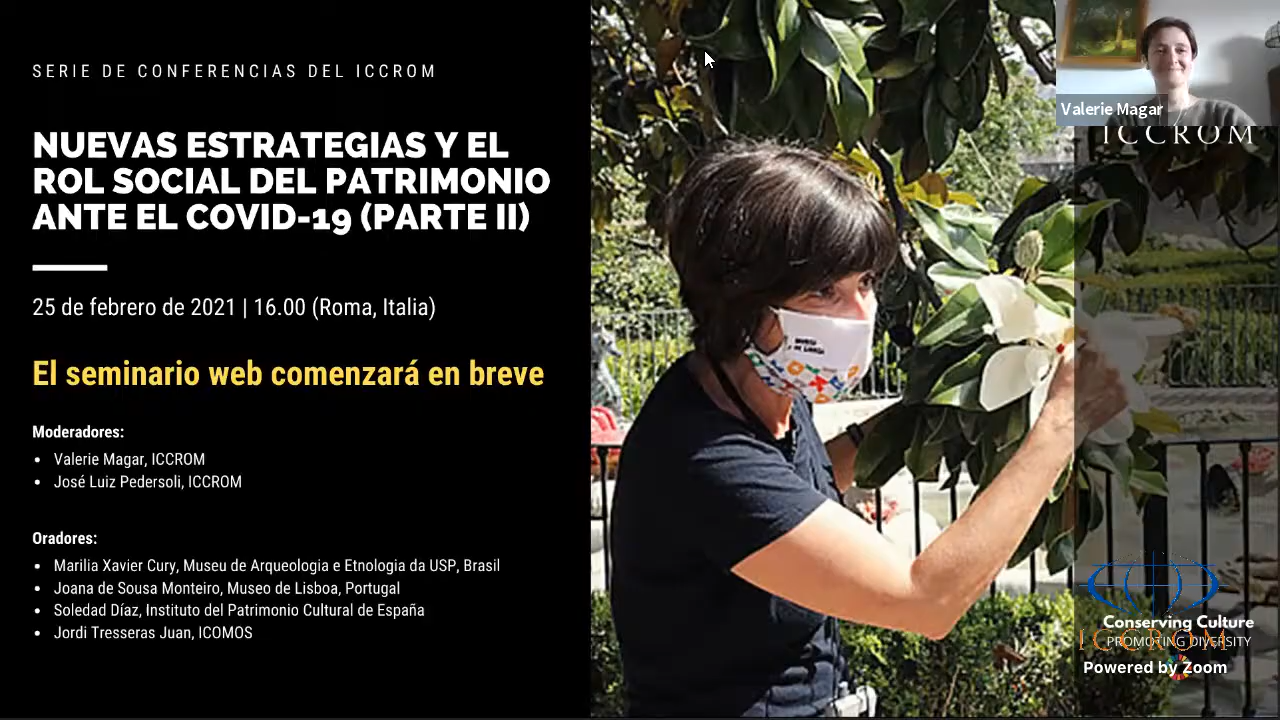 SERIE DE CONFERENCIAS DEL ICCROM
NUEVAS ESTRATEGIAS Y EL
ROL SOCIAL DEL PATRIMONIO
ANTE EL COVID-19 (PARTE II)
25 de febrero de 2021 | 16.00 (Roma, Italia)
El seminario web comenzará en breve
Moderadores:
• Valerie Magar, ICCROM
• José Luiz Pedersoli, ICCROM
Oradores:
• Marilia Xavier Cury, Museu de Arqueologia e Etnologia da USP, Brasil
• Joana de Sousa Monteiro, Museo de Lisboa, Portugal
• Soledad Díaz, Instituto del Patrimonio Cultural de España
• Jordi Tresseras Juan, ICOMOS
Valerie Magar
ICCROM
Conserving Culture
ICCROM
PROMOTING DIVERSITY
Powered by Zoom